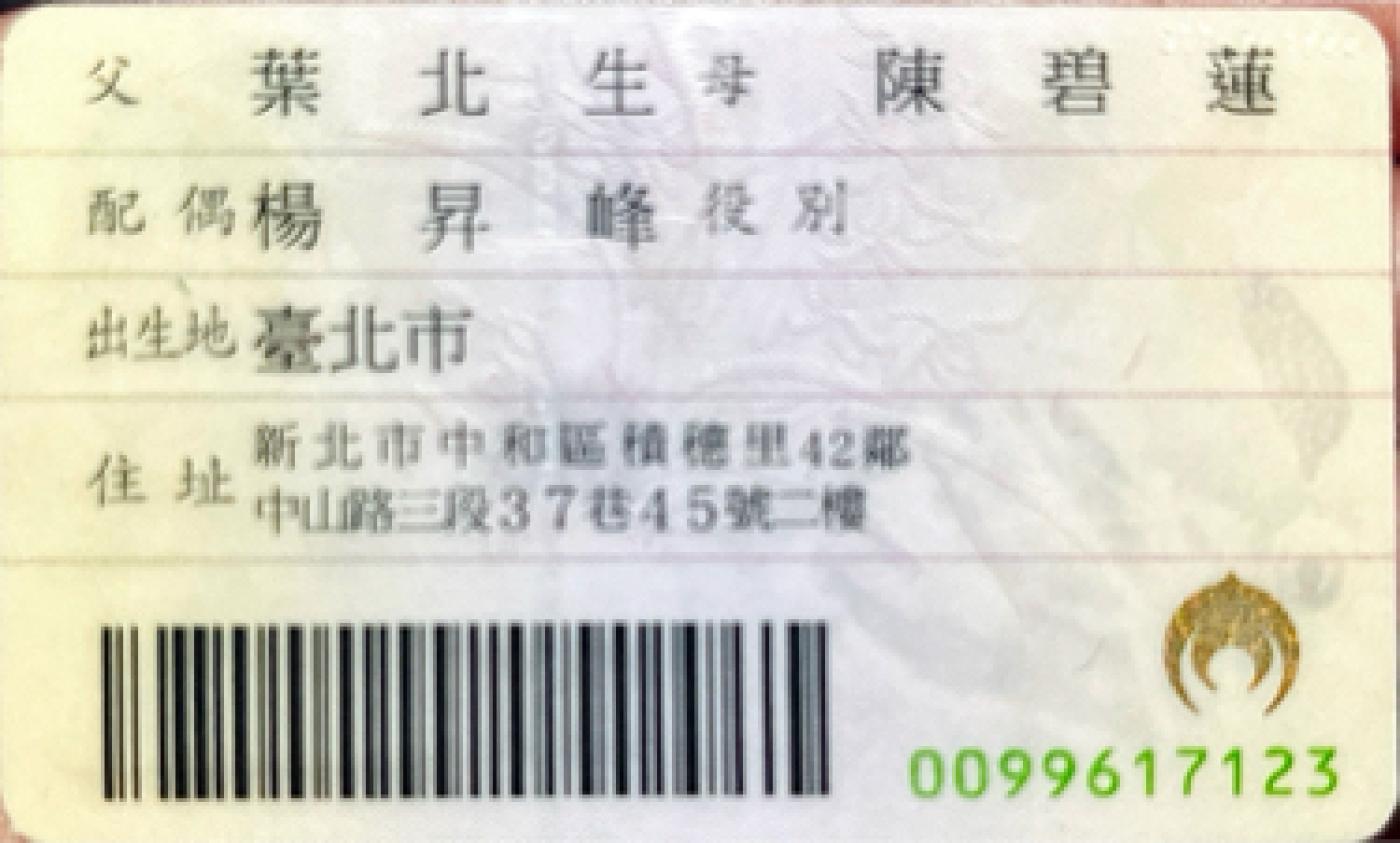 父 葉北生 母 陳碧蓮
配偶 楊昇峰 役別
出生地 臺北市
住址 新北市中和區積穗里42鄰
中山路三段37巷45號二樓
0099617123